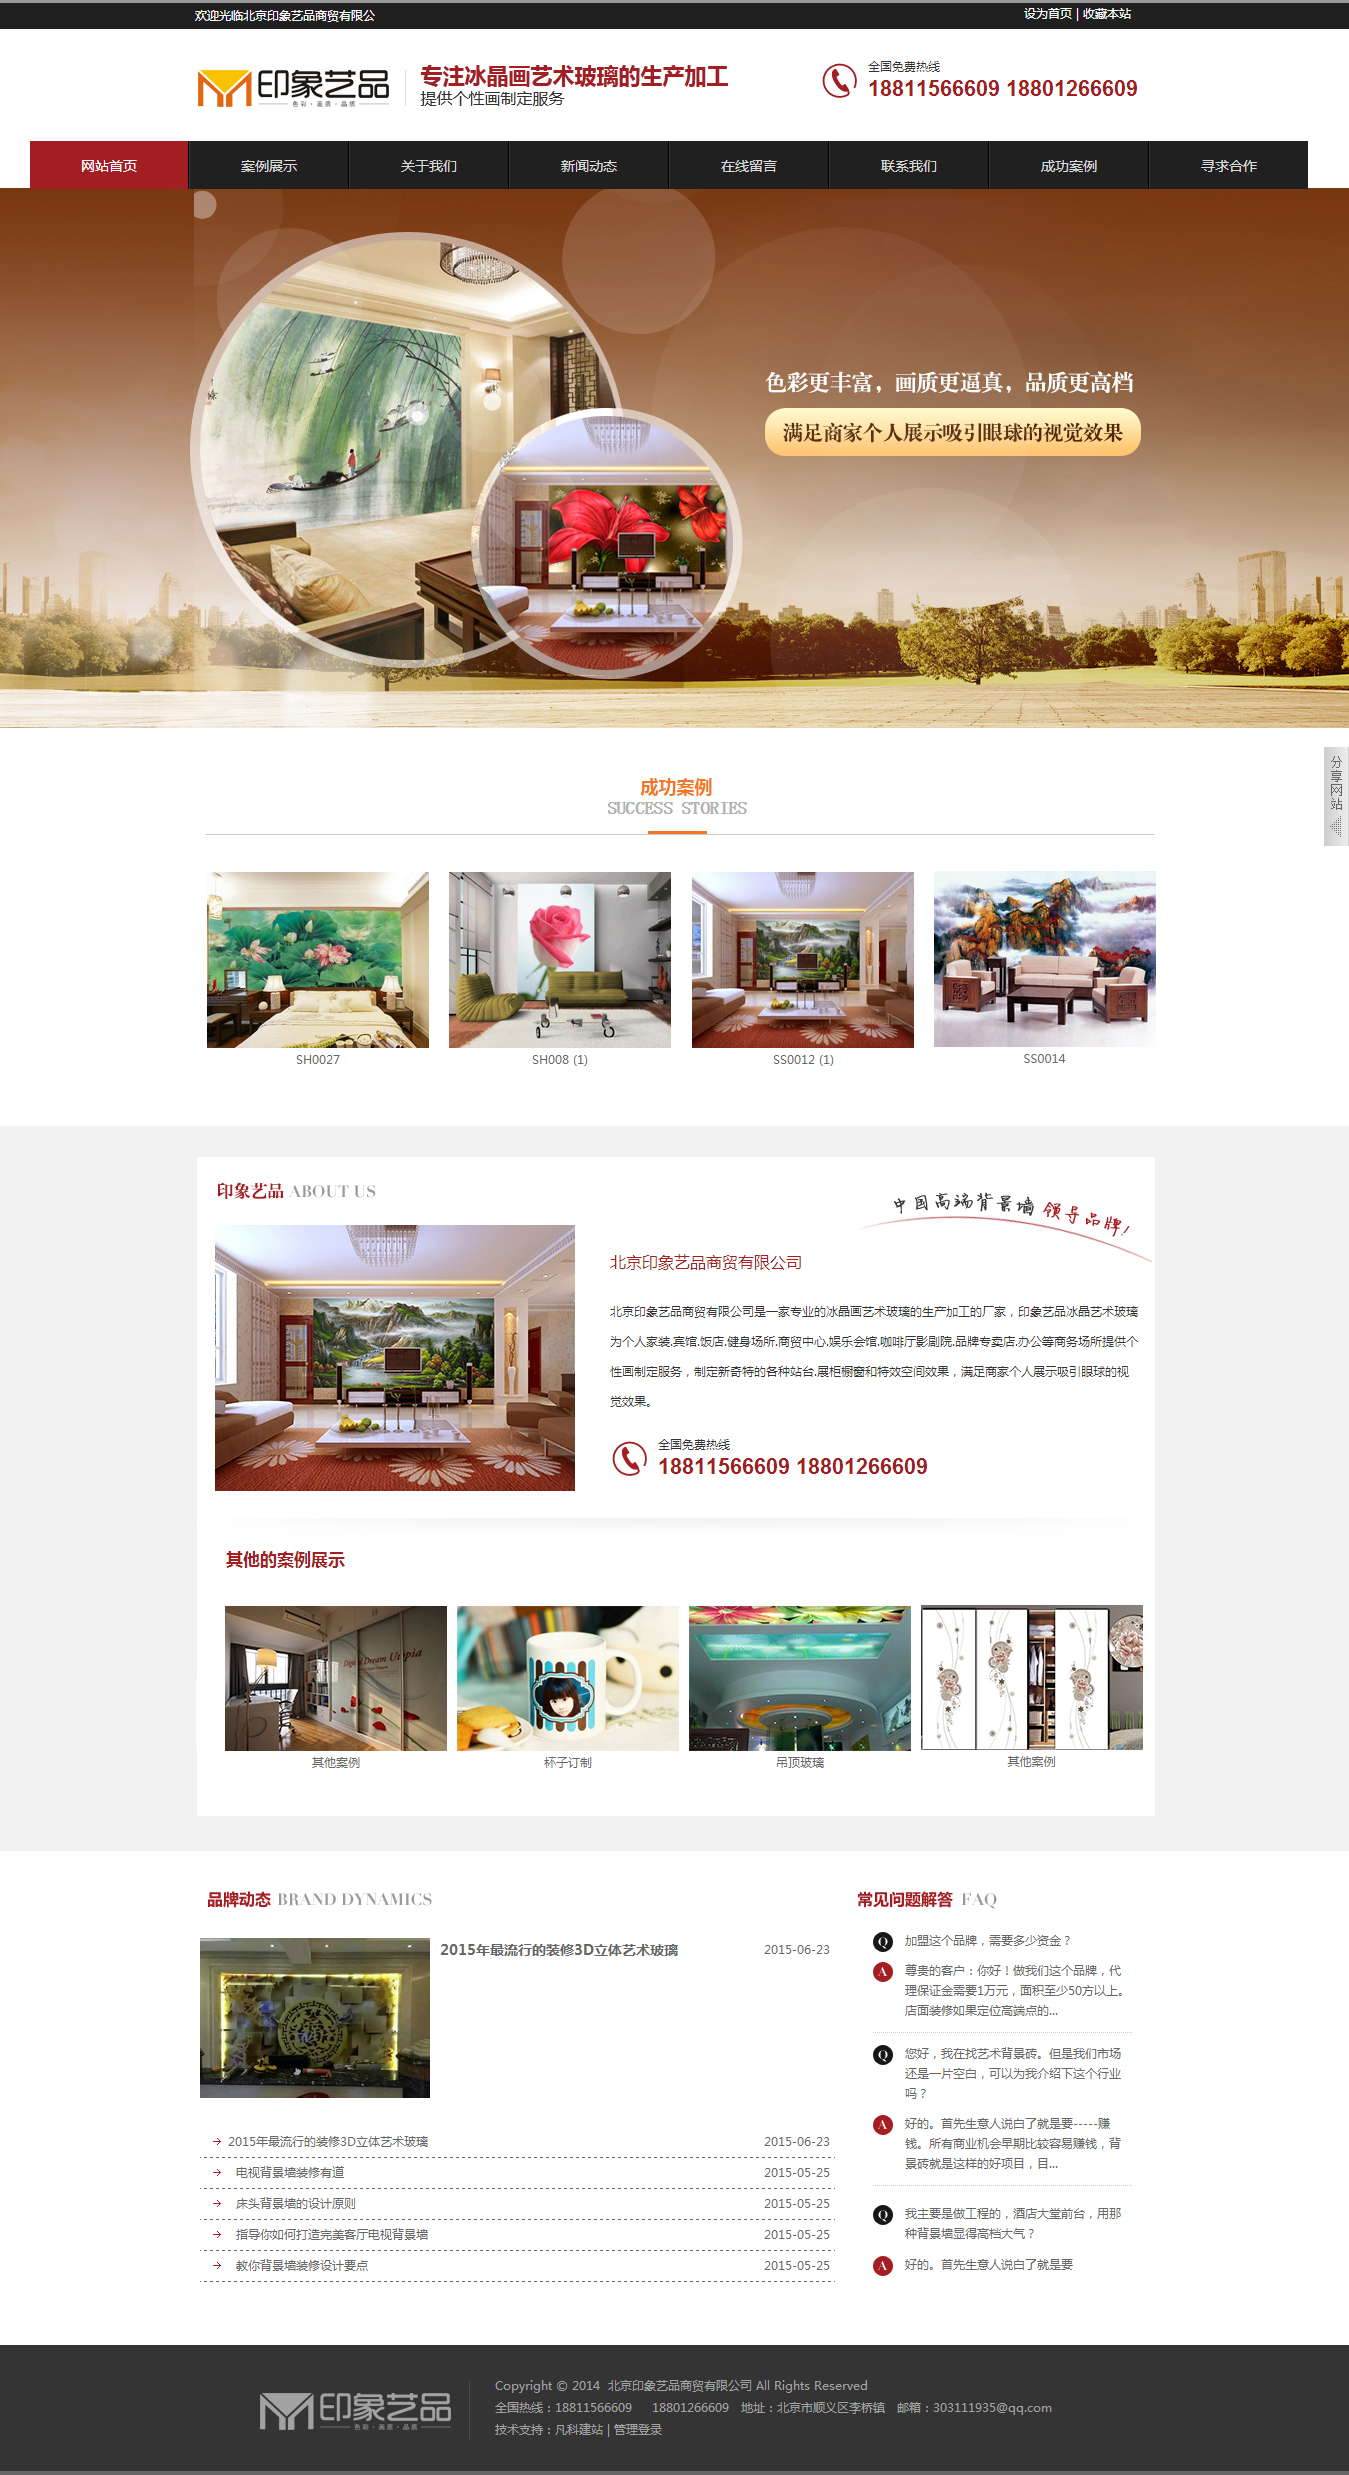 欢迎光临北京印象艺品商贸有限公
设为首页 | 收藏本站
印象艺品
色彩·画质·品质
专注冰晶画艺术玻璃的生产加工
提供个性画制定服务
全国免费热线
18811566609 18801266609
网站首页
案例展示
关于我们
新闻动态
在线留言
联系我们
成功案例
寻求合作
色彩更丰富，画质更逼真，品质更高档
满足商家个人展示吸引眼球的视觉效果
分享网站
成功案例
SUCCESS STORIES
SH0027
SH008 (1)
SS0012 (1)
SS0014
印象艺品 ABOUT US
中国高端背景墙 领导品牌!
北京印象艺品商贸有限公司
北京印象艺品商贸有限公司是一家专业的冰晶画艺术玻璃的生产加工的厂家，印象艺品冰晶艺术玻璃
为个人家装.宾馆.饭店.健身场所.商贸中心.娱乐会馆.咖啡厅影剧院.品牌专卖店.办公等商务场所提供个
性画制定服务，制定新奇特的各种站台.展柜橱窗和特效空间效果，满足商家个人展示吸引眼球的视
觉效果。
全国免费热线
18811566609 18801266609
其他的案例展示
Digital Dream Utopia
其他案例
杯子订制
吊顶玻璃
其他案例
品牌动态 BRAND DYNAMICS
2015年最流行的装修3D立体艺术玻璃
2015-06-23
2015年最流行的装修3D立体艺术玻璃
2015-06-23
电视背景墙装修有道
2015-05-25
床头背景墙的设计原则
2015-05-25
指导你如何打造完美客厅电视背景墙
2015-05-25
教你背景墙装修设计要点
2015-05-25
常见问题解答 FAQ
Q 加盟这个品牌，需要多少资金？
A 尊贵的客户：你好！做我们这个品牌，代
理保证金需要1万元，面积至少50方以上。
店面装修如果定位高端点的...
Q 您好，我在找艺术背景砖。但是我们市场
还是一片空白，可以为我介绍下这个行业
吗？
A 好的。首先生意人说白了就是要-----赚
钱。所有商业机会早期比较容易赚钱，背
景砖就是这样的好项目，目...
Q 我主要是做工程的，酒店大堂前台，用那
种背景墙显得高档大气？
A 好的。首先生意人说白了就是要
印象艺品
色彩·画质·品质
Copyright © 2014 北京印象艺品商贸有限公司 All Rights Reserved
全国热线：18811566609 18801266609 地址：北京市顺义区李桥镇 邮箱：303111935@qq.com
技术支持：凡科建站 | 管理登录